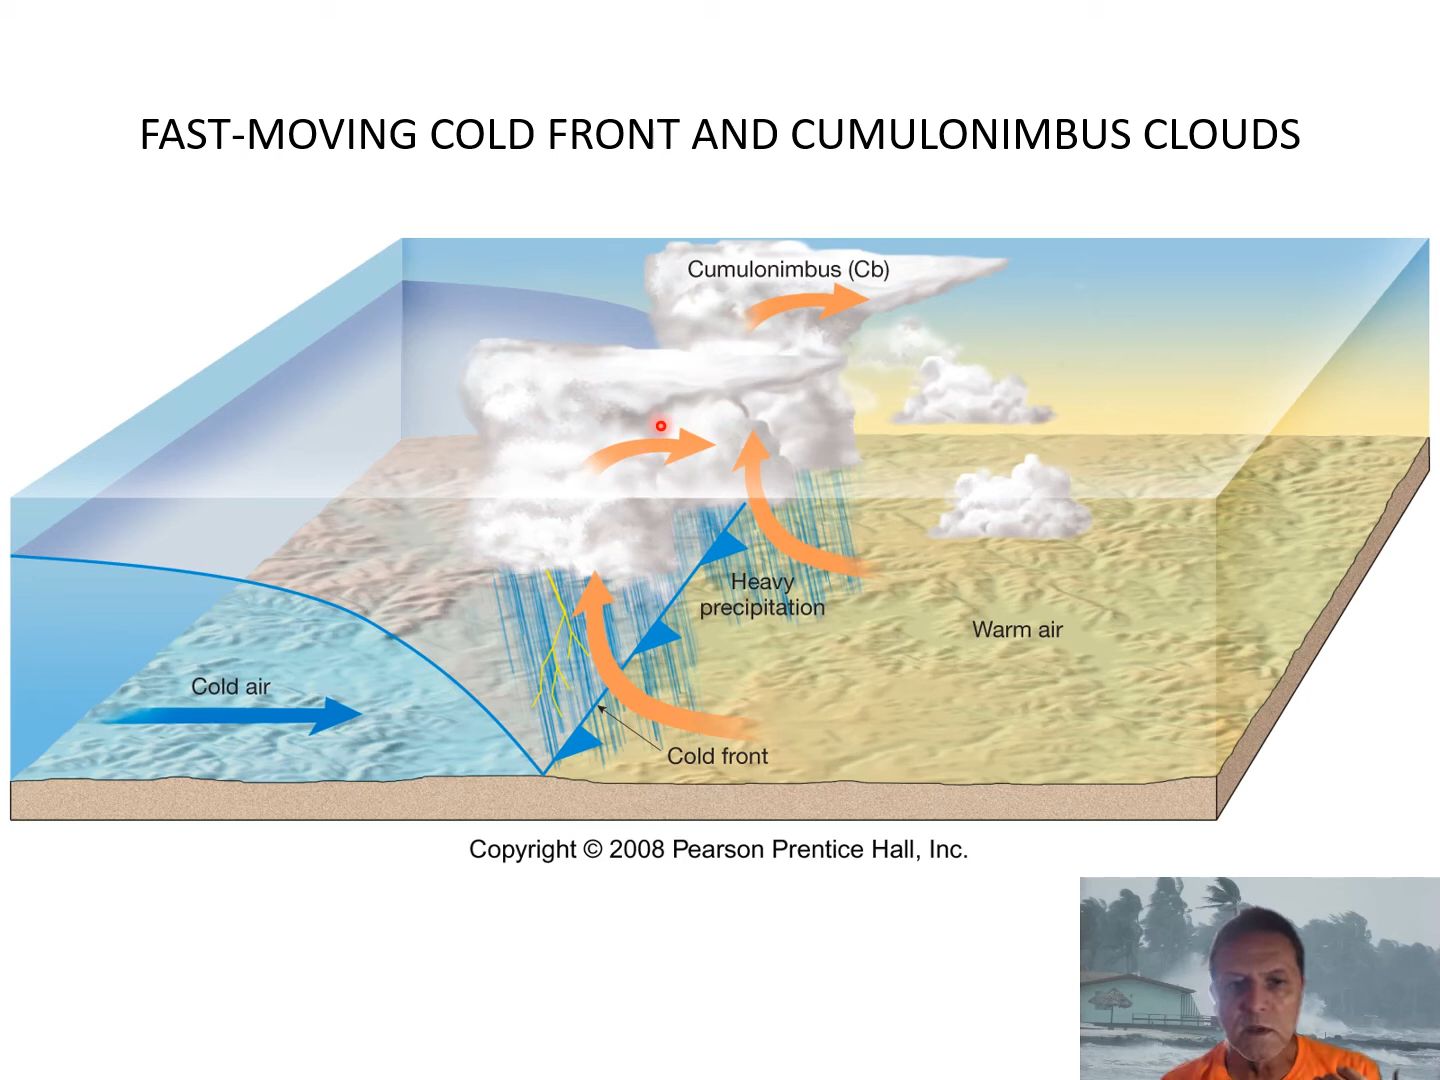 FAST-MOVING COLD FRONT AND CUMULONIMBUS CLOUDS
Cumulonimbus (Cb)
Heavy
precipitation
Warm air
Cold air
Cold front
Copyright © 2008 Pearson Prentice Hall, Inc.